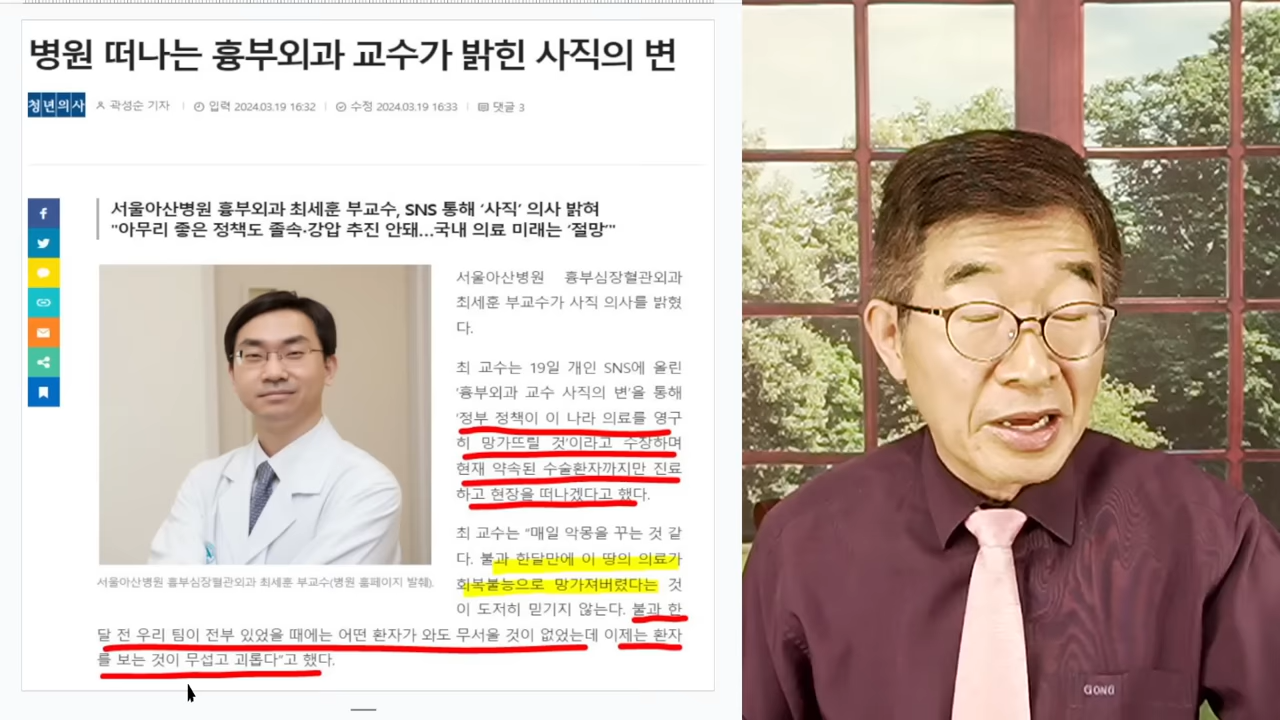 병원 떠나는 흉부외과 교수가 밝힌 사직의 변
청년의사 곽성순 기자 입력 2024.03.19 16:32 수정 2024.03.19 16:33 댓글 3
서울아산병원 흉부외과 최세훈 부교수, SNS 통해 ‘사직’ 의사 밝혀
"아무리 좋은 정책도 졸속·강압 추진 안돼…국내 의료 미래는 ‘절망’"
서울아산병원 흉부심장혈관외과
최세훈 부교수가 사직 의사를 밝혔
다.
최 교수는 19일 개인 SNS에 올린
‘흉부외과 교수 사직의 변’을 통해
‘정부 정책이 이 나라 의료를 영구
히 망가뜨릴 것’이라고 주장하며
현재 약속된 수술환자까지만 진료
하고 현장을 떠나겠다고 했다.
최 교수는 “매일 악몽을 꾸는 것 같
다. 불과 한달만에 이 땅의 의료가
회복불능으로 망가져버렸다는 것
이 도저히 믿기지 않는다. 불과 한
달 전 우리 팀이 전부 있었을 때에는 어떤 환자가 와도 무서울 것이 없었는데 이제는 환자
를 보는 것이 무섭고 괴롭다”고 했다.
서울아산병원 흉부심장혈관외과 최세훈 부교수(병원 홈페이지 발췌).
GONG